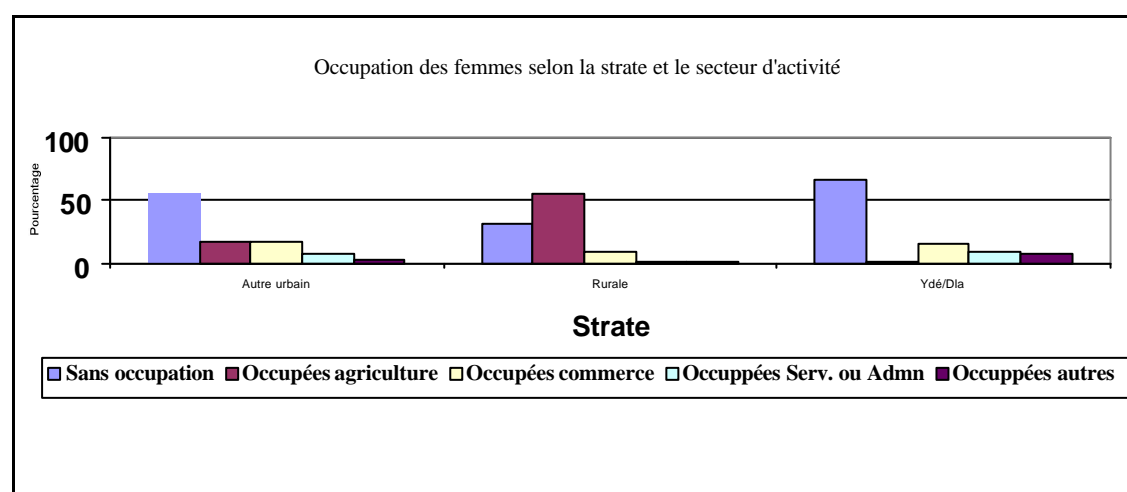 Occupation des femmes selon la strate et le secteur d'activité
100
50
0
Pourcentage
Autre urbain Rurale Ydé/Dla
Strate
Sans occupation Occupées agriculture Occupées commerce Occuppées Serv. ou Admn Occuppées autres